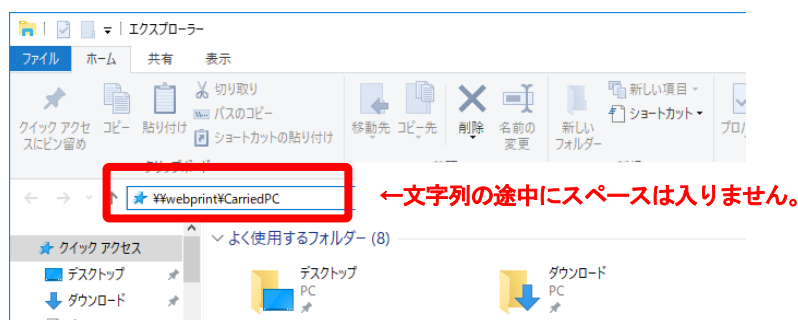 エクスプローラー
ファイル ホーム 共有 表示
切り取り
パスのコピー
ショートカットの貼り付け
クイック アクセスにピン留め
コピー
貼り付け
移動先
コピー先
削除
名前の変更
新しいフォルダー
新しい項目
ショートカット
¥¥webprint¥CarriedPC
←文字列の途中にスペースは入りません。
クイック アクセス
デスクトップ
ダウンロード
よく使用するフォルダー (8)
デスクトップ
PC
ダウンロード
PC